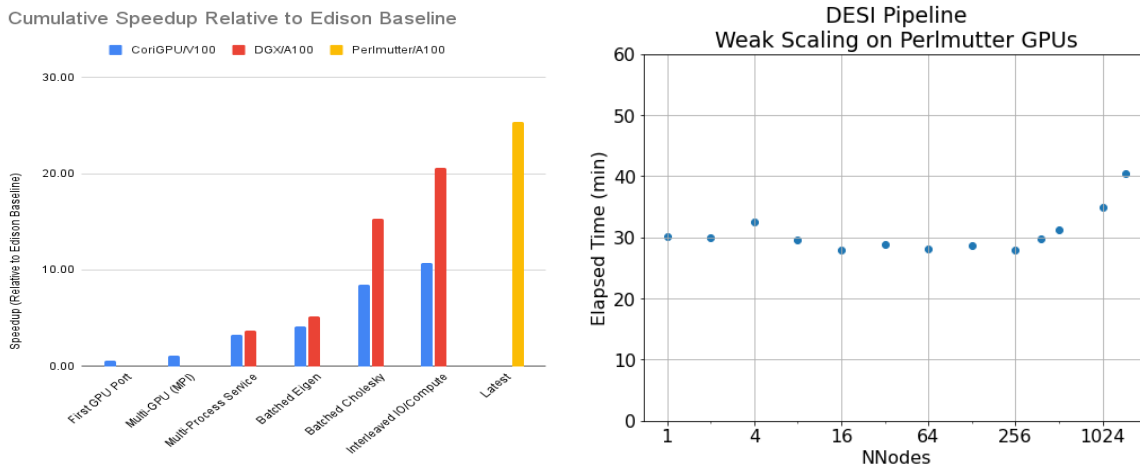 Cumulative Speedup Relative to Edison Baseline
CoriGPU/V100
DGX/A100
Perlmutter/A100
Speedup (Relative to Edison Baseline)
30.00
20.00
10.00
0.00
First GPU Port
Multi-GPU (MPI)
Multi-Process Service
Batched Eigen
Batched Cholesky
Interleaved IO/Compute
Latest
DESI Pipeline
Weak Scaling on Perlmutter GPUs
Elapsed Time (min)
60
50
40
30
20
10
0
1
4
16
64
256
1024
NNodes